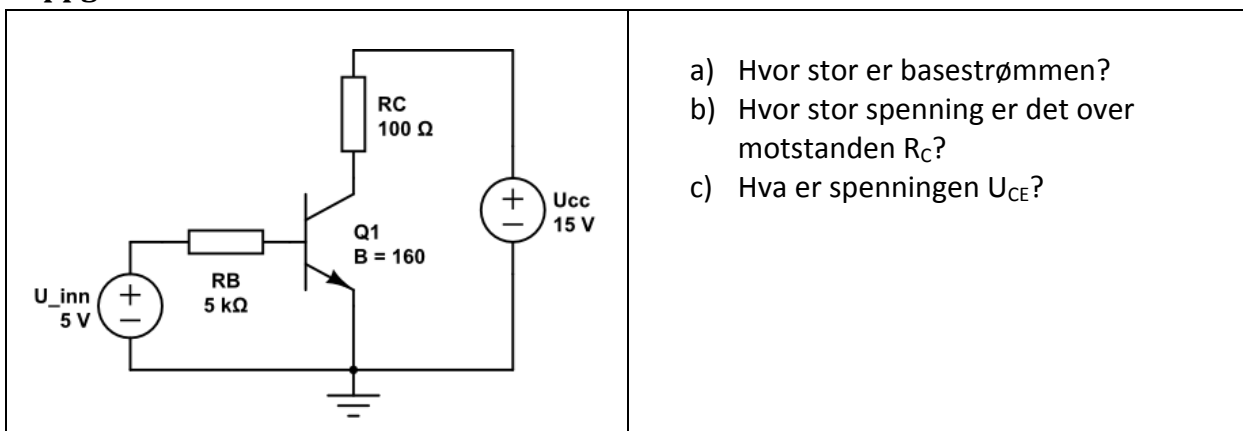 RC
100 Ω
Ucc
15 V
Q1
B = 160
RB
5 kΩ
U_inn
5 V
a) Hvor stor er basestrømmen?
b) Hvor stor spenning er det over
motstanden RC?
c) Hva er spenningen UCE?